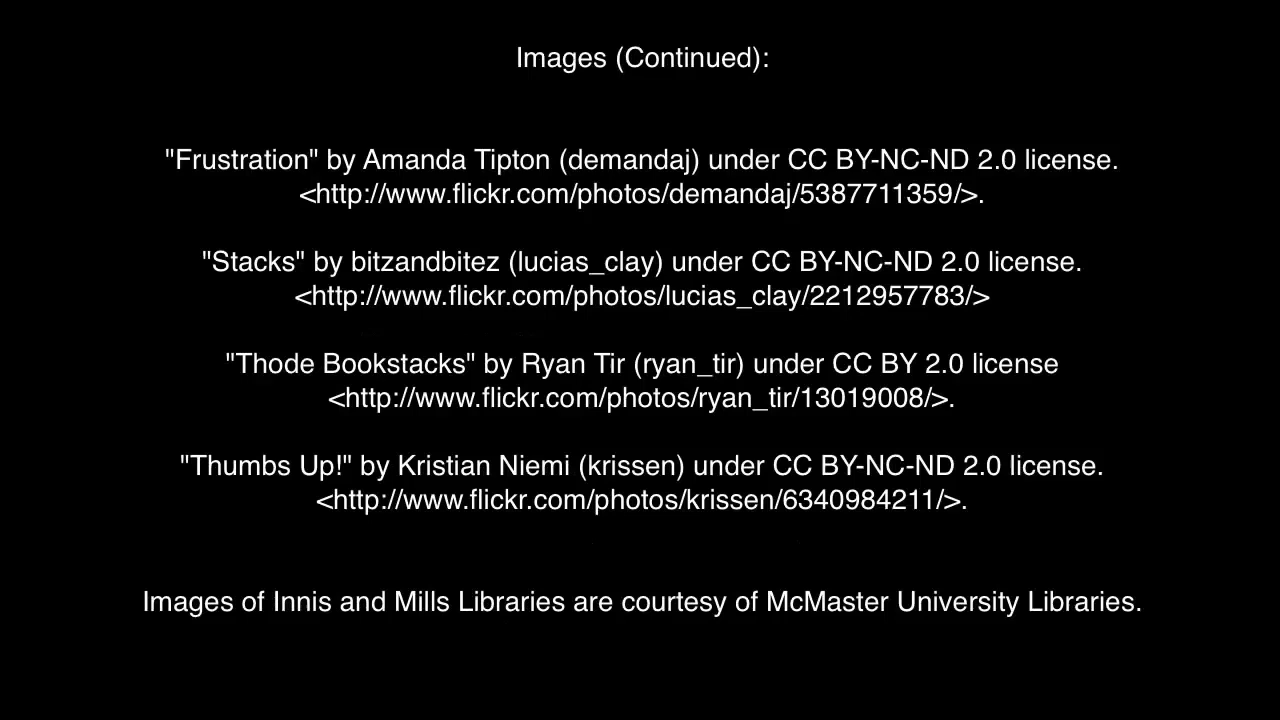 Images (Continued):
"Frustration" by Amanda Tipton (demandaj) under CC BY-NC-ND 2.0 license.
<http://www.flickr.com/photos/demandaj/5387711359/>.
"Stacks" by bitzandbitez (lucias_clay) under CC BY-NC-ND 2.0 license.
<http://www.flickr.com/photos/lucias_clay/2212957783/>
"Thode Bookstacks" by Ryan Tir (ryan_tir) under CC BY 2.0 license
<http://www.flickr.com/photos/ryan_tir/13019008/>.
"Thumbs Up!" by Kristian Niemi (krissen) under CC BY-NC-ND 2.0 license.
<http://www.flickr.com/photos/krissen/6340984211/>.
Images of Innis and Mills Libraries are courtesy of McMaster University Libraries.